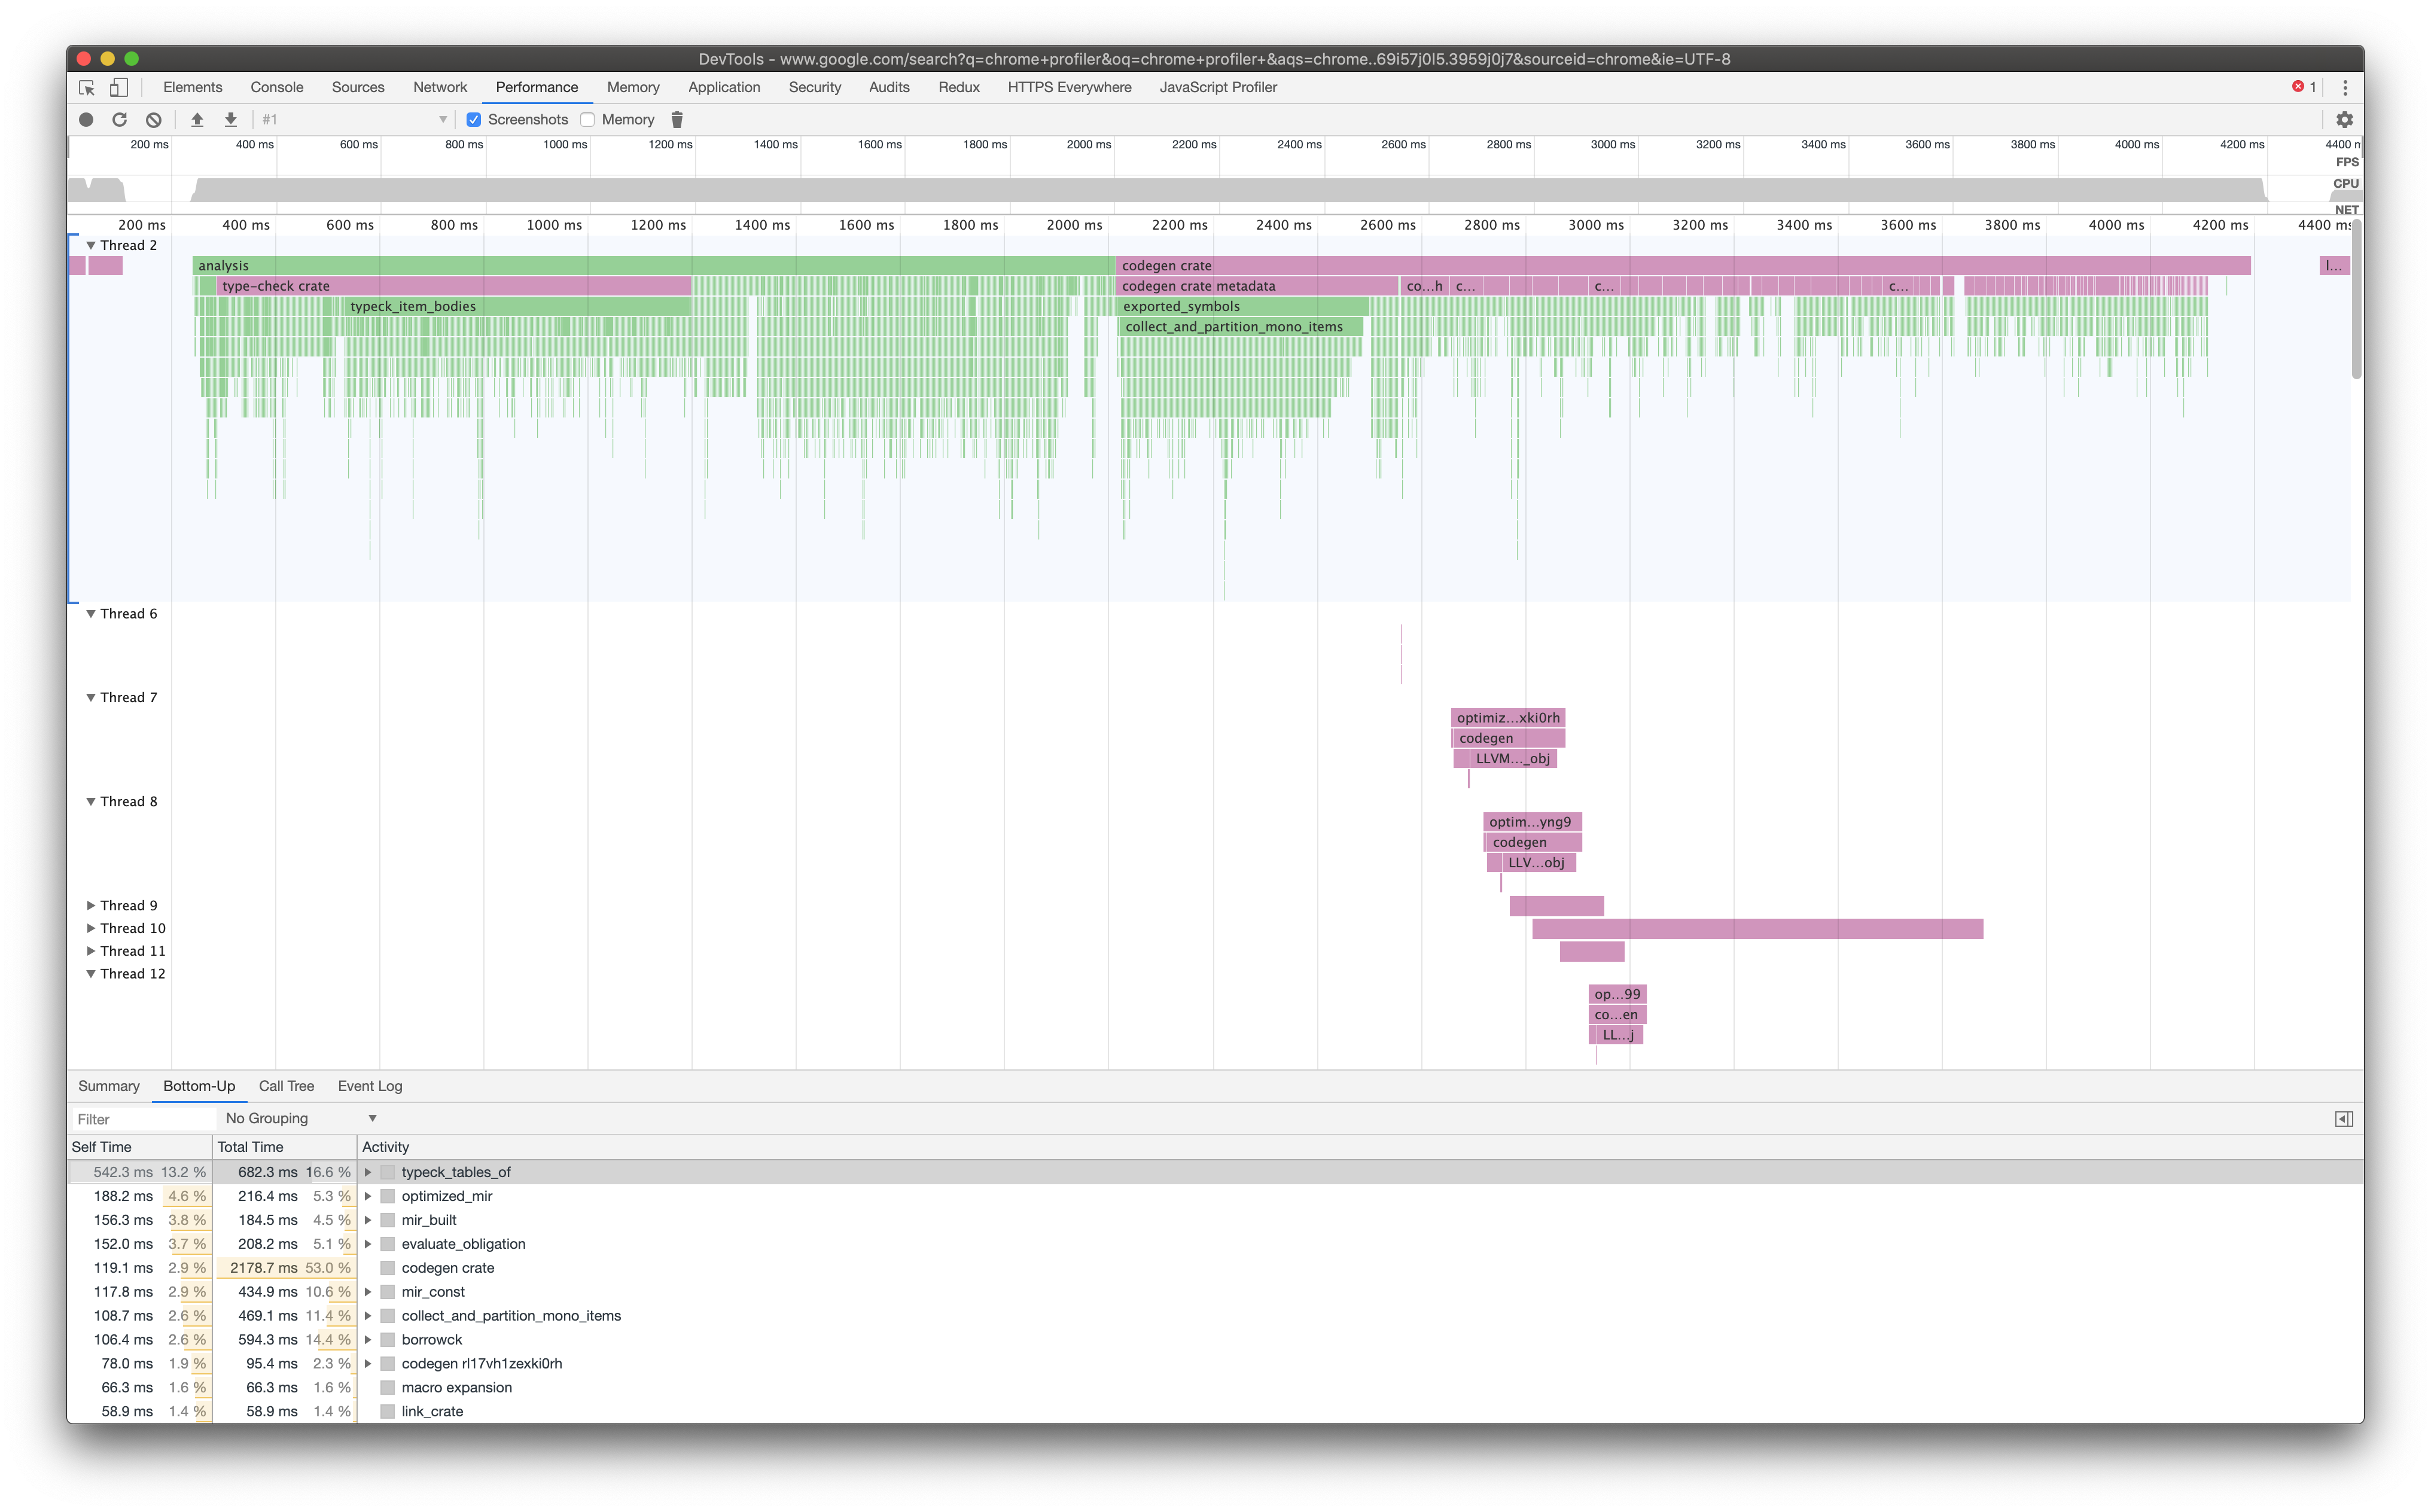 DevTools - www.google.com/search?q=chrome+profiler&oq=chrome+profiler+&aqs=chrome..69i57j0l5.3959j0j7&sourceid=chrome&ie=UTF-8
Elements Console Sources Network Performance Memory Application Security Audits Redux HTTPS Everywhere JavaScript Profiler 1
#1 Screenshots Memory
200 ms 400 ms 600 ms 800 ms 1000 ms 1200 ms 1400 ms 1600 ms 1800 ms 2000 ms 2200 ms 2400 ms 2600 ms 2800 ms 3000 ms 3200 ms 3400 ms 3600 ms 3800 ms 4000 ms 4200 ms 4400 m
FPS
CPU
NET
200 ms 400 ms 600 ms 800 ms 1000 ms 1200 ms 1400 ms 1600 ms 1800 ms 2000 ms 2200 ms 2400 ms 2600 ms 2800 ms 3000 ms 3200 ms 3400 ms 3600 ms 3800 ms 4000 ms 4200 ms 4400 ms
Thread 2
analysis codegen crate l...
type-check crate codegen crate metadata co...h c... c... c...
typeck_item_bodies exported_symbols
collect_and_partition_mono_items
Thread 6
Thread 7
optimiz...xki0rh
codegen
LLVM..._obj
Thread 8
optim...yng9
codegen
LLV...obj
Thread 9
Thread 10
Thread 11
Thread 12
op...99
co...en
LL...j
Summary Bottom-Up Call Tree Event Log
Filter No Grouping
Self Time Total Time Activity
542.3 ms 13.2 % 682.3 ms 16.6 % typeck_tables_of
188.2 ms 4.6 % 216.4 ms 5.3 % optimized_mir
156.3 ms 3.8 % 184.5 ms 4.5 % mir_built
152.0 ms 3.7 % 208.2 ms 5.1 % evaluate_obligation
119.1 ms 2.9 % 2178.7 ms 53.0 % codegen crate
117.8 ms 2.9 % 434.9 ms 10.6 % mir_const
108.7 ms 2.6 % 469.1 ms 11.4 % collect_and_partition_mono_items
106.4 ms 2.6 % 594.3 ms 14.4 % borrowck
78.0 ms 1.9 % 95.4 ms 2.3 % codegen rl17vh1zexki0rh
66.3 ms 1.6 % 66.3 ms 1.6 % macro expansion
58.9 ms 1.4 % 58.9 ms 1.4 % link_crate